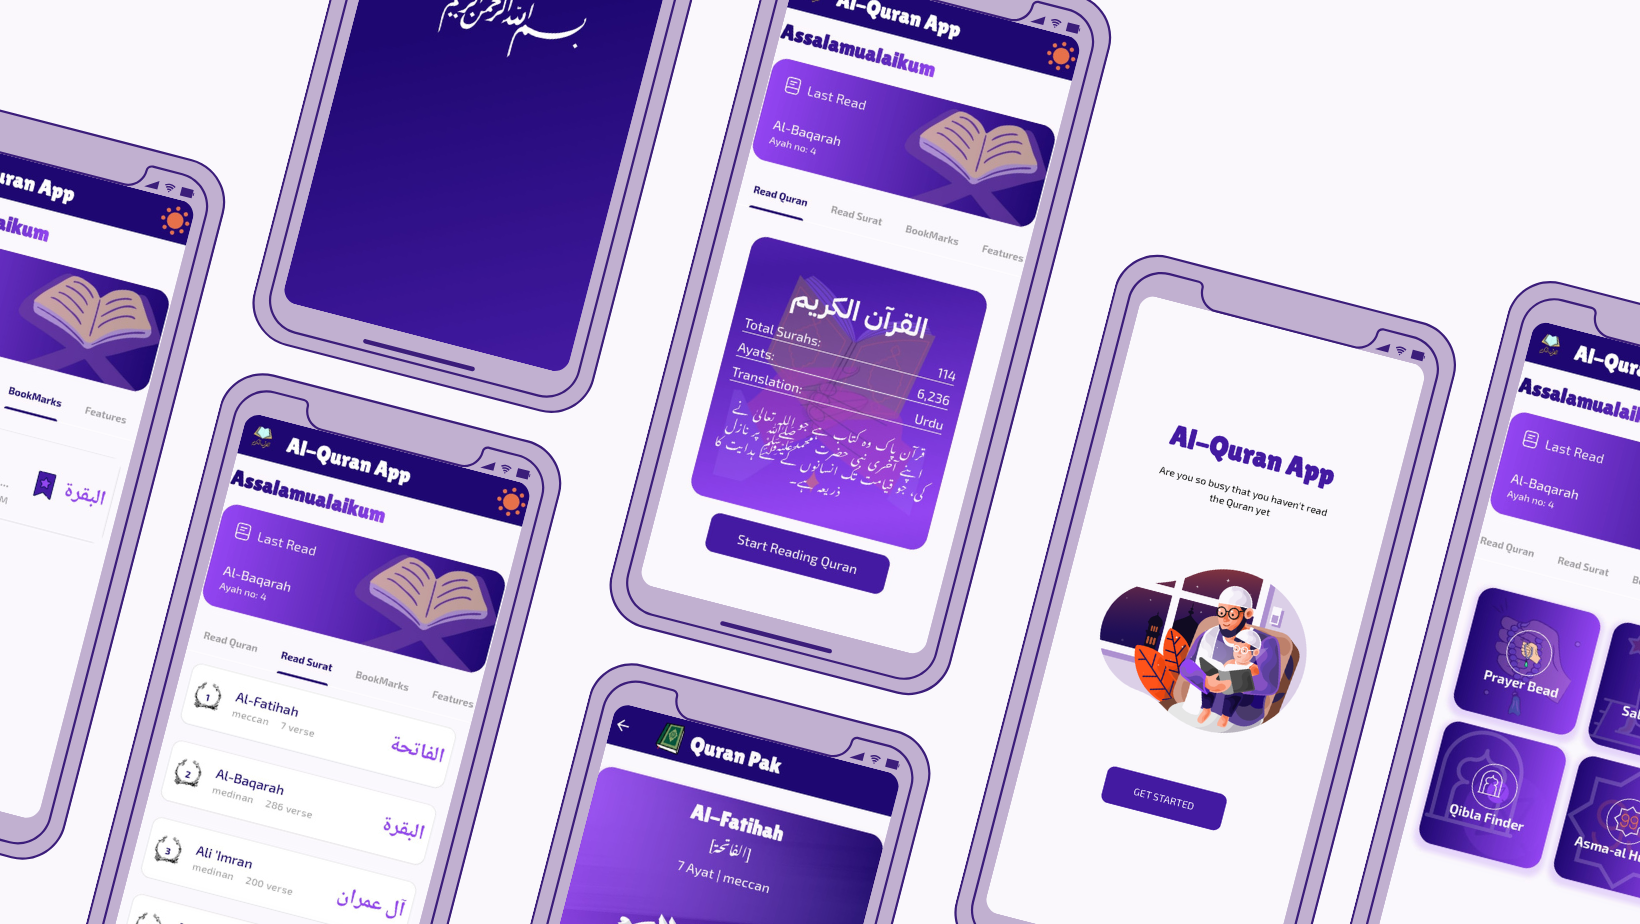 uran App
aikum
BookMarks
Features
...
M
البقرة
بسم الله الرحمن الرحيم
Al-Quran App
Assalamualaikum
Last Read
Al-Baqarah
Ayah no: 4
Read Quran
Read Surat
BookMarks
Features
Al-Fatihah
meccan 7 verse
الفاتحة
1
Al-Baqarah
medinan 286 verse
البقرة
2
Ali 'Imran
medinan 200 verse
آل عمران
3
Al-Quran App
Assalamualaikum
Last Read
Al-Baqarah
Ayah no: 4
Read Quran
Read Surat
BookMarks
Features
القرآن الكريم
Total Surahs:
114
Ayats:
6,236
Translation:
Urdu
قرآن پاک وہ کتاب ہے جو اللہ تعالیٰ نے
اپنے آخری نبی حضرت محمد ﷺ پر نازل
کی، جو قیامت تک انسانوں کے لئے ہدایت کا
ذریعہ ہے۔
Start Reading Quran
Quran Pak
Al-Fatihah
[الفاتحة]
7 Ayat | meccan
Al-Quran App
Are you so busy that you haven't read
the Quran yet
GET STARTED
Al-Qura
Assalamualai
Last Read
Al-Baqarah
Ayah no: 4
Read Quran
Read Surat
B
Prayer Bead
Sal
Qibla Finder
99
Asma-al H